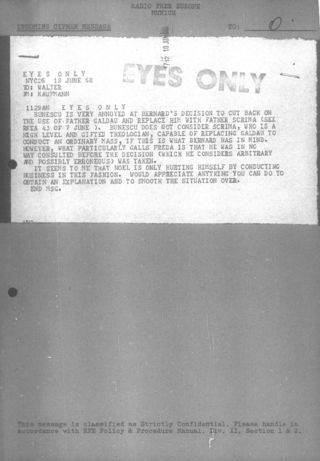 RADIO FREE EUROPE
MUNICH
INCOMING CIPHER MESSAGE
TO:
EYES ONLY
EYES ONLY
NYC16 13 JUNE 68
TO: WALTER
FM: KAUFMANN
1129AM EYES ONLY
BUNESCU IS VERY ANNOYED AT BERNARD'S DECISION TO CUT BACK ON
THE USE OF FATHER GALDAU AND REPLACE HIM WITH FATHER SCRIMA (SEE
RFEA 43 OF 7 JUNE ). BUNESCU DOES NOT CONSIDER SCRIMA, WHO IS A
HIGH LEVEL AND GIFTED THEOLOGIAN, CAPABLE OF REPLACING GALDAU TO
CONDUCT AN ORDINARY MASS, IF THIS IS WHAT BERNARD HAS IN MIND.
HOWEVER, WHAT PARTICULARLY GALLS PREDA IS THAT HE WAS IN NO
WAY CONSULTED BEFORE THE DECISION (WHICH HE CONSIDERS ARBITRARY
AND POSSIBLY ERRONEOUS) WAS TAKEN.
IT SEEMS TO ME THAT NOEL IS ONLY HURTING HIMSELF BY CONDUCTING
BUSINESS IN THIS FASHION. WOULD APPRECIATE ANYTHING YOU CAN DO TO
OBTAIN AN EXPLANATION AND TO SMOOTH THE SITUATION OVER.
END MSG.
This message is classified as Strictly Confidential. Please handle in
accordance with RFE Policy & Procedure Manual, Div. II, Section 1 & 2.